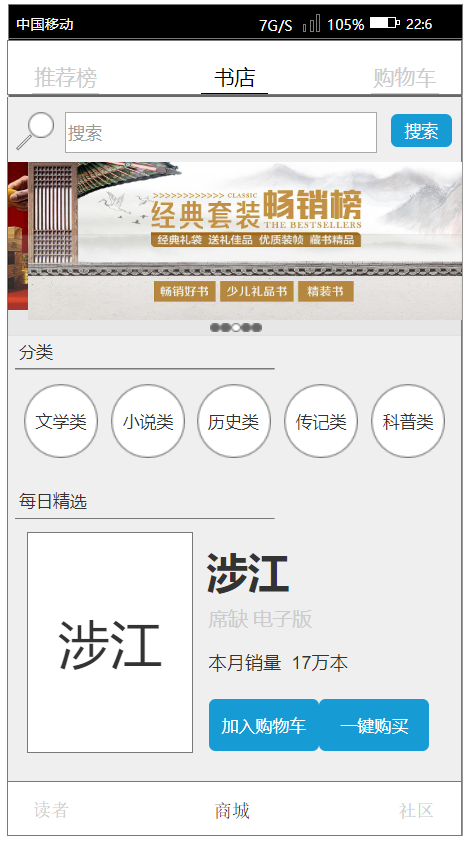 中国移动 7G/S 105% 22:6
推荐榜 书店 购物车
搜索 搜索
>>>>>>>>>>>> CLASSIC
经典套装畅销榜
THE BESTSELLERS
经典礼袋 送礼佳品 优质装帧 藏书精品
畅销好书 少儿礼品书 精装书
分类
文学类 小说类 历史类 传记类 科普类
每日精选
涉江
涉江
席缺 电子版
本月销量 17万本
加入购物车 一键购买
读者 商城 社区